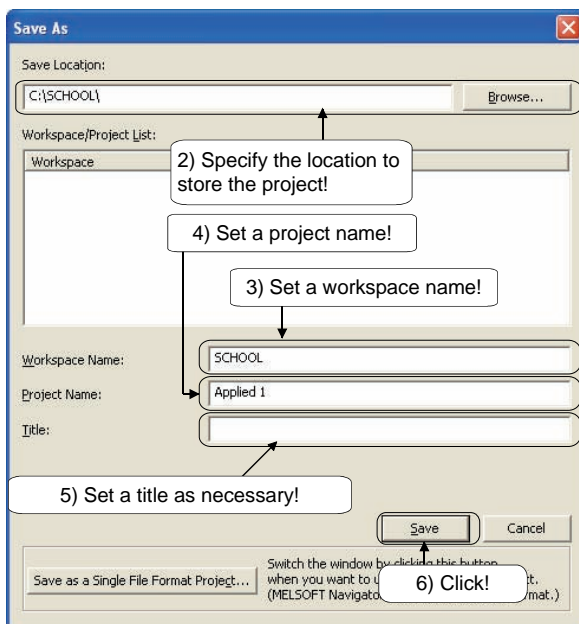 Save As
Save Location:
C:\SCHOOL\
Browse...
Workspace/Project List:
Workspace
2) Specify the location to
store the project!
4) Set a project name!
3) Set a workspace name!
Workspace Name:
SCHOOL
Project Name:
Applied 1
Title:
5) Set a title as necessary!
Save
Cancel
Save as a Single File Format Project...
Switch the window by clicking this button
when you want to
(MELSOFT Navigator
6) Click!